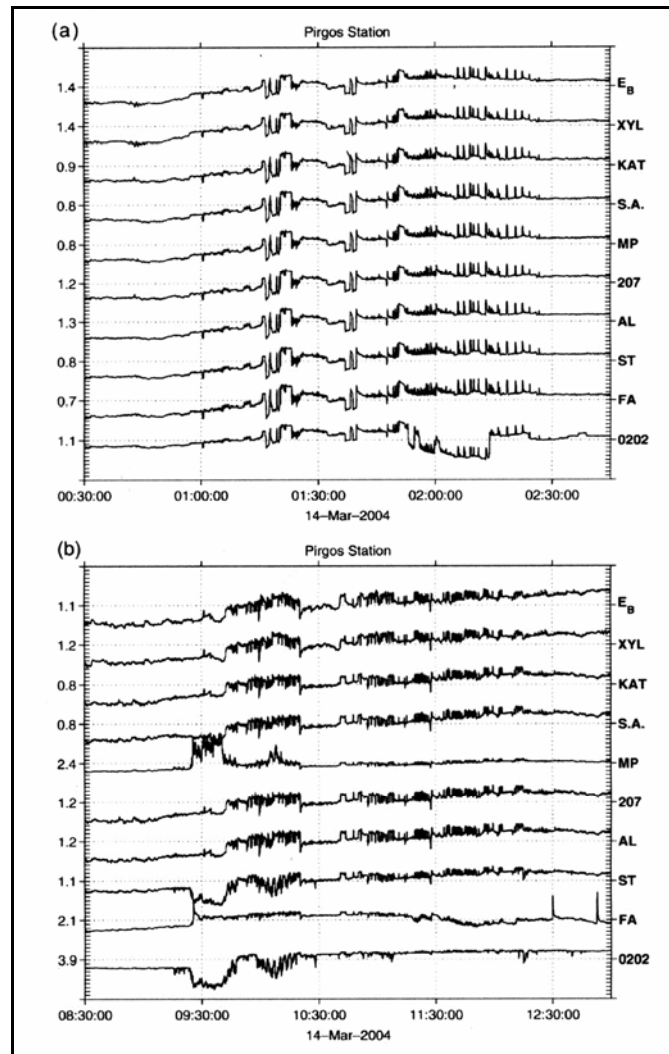 (a) Pirgos Station
1.4 E_B
1.4 XYL
0.9 KAT
0.8 S.A.
0.8 MP
1.2 207
1.3 AL
0.8 ST
0.7 FA
1.1 0202
00:30:00 01:00:00 01:30:00 02:00:00 02:30:00
14–Mar–2004
(b) Pirgos Station
1.1 E_B
1.2 XYL
0.8 KAT
0.8 S.A.
2.4 MP
1.2 207
1.2 AL
1.1 ST
2.1 FA
3.9 0202
08:30:00 09:30:00 10:30:00 11:30:00 12:30:00
14–Mar–2004